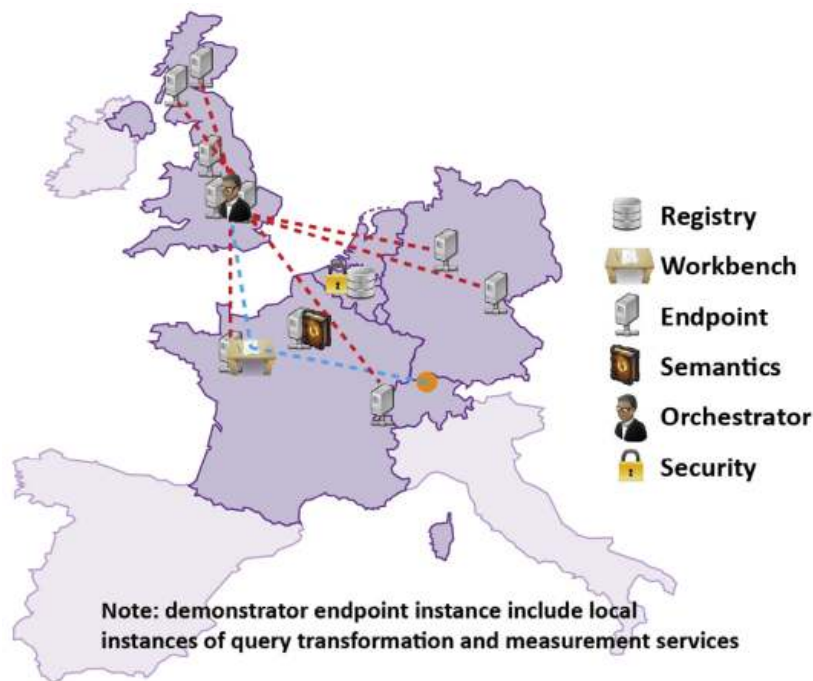 Registry
Workbench
Endpoint
Semantics
Orchestrator
Security
Note: demonstrator endpoint instance include local
instances of query transformation and measurement services